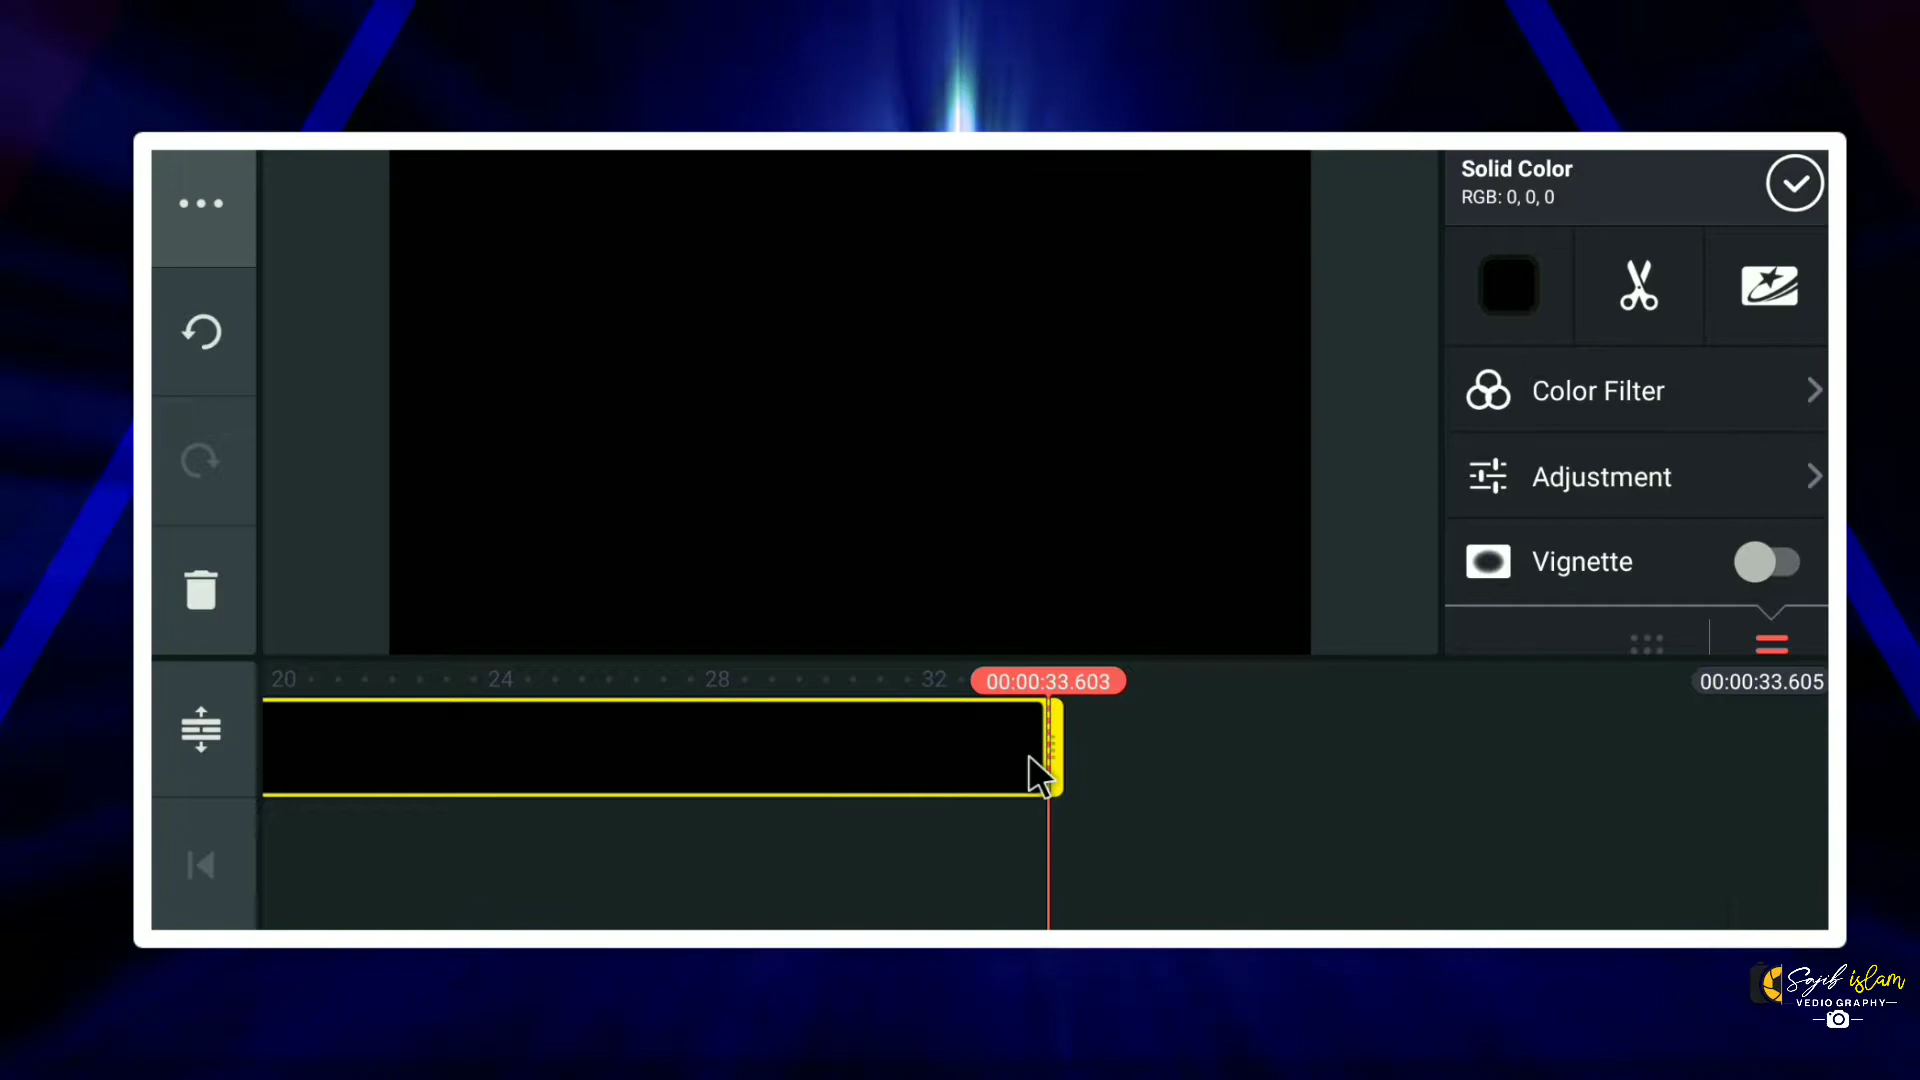 Solid Color
RGB: 0, 0, 0
Color Filter
Adjustment
Vignette
20 24 28 32 00:00:33.603 00:00:33.605
Sajib islam
VEDIO GRAPHY